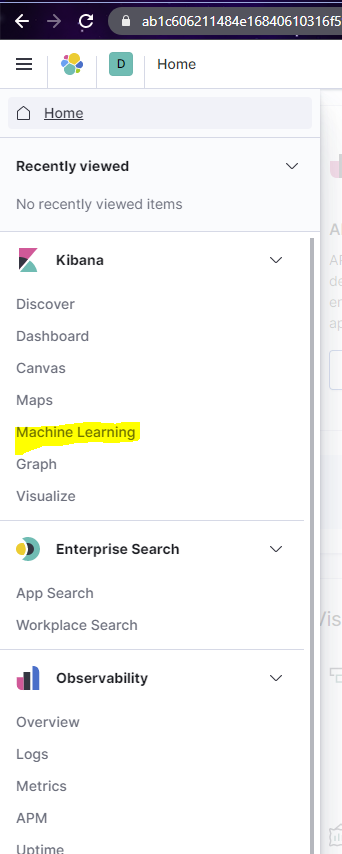 ab1c606211484e16840610316f5
D
Home
Home
Recently viewed
No recently viewed items
Kibana
Discover
Dashboard
Canvas
Maps
Machine Learning
Graph
Visualize
Enterprise Search
App Search
Workplace Search
Observability
Overview
Logs
Metrics
APM
Uptime